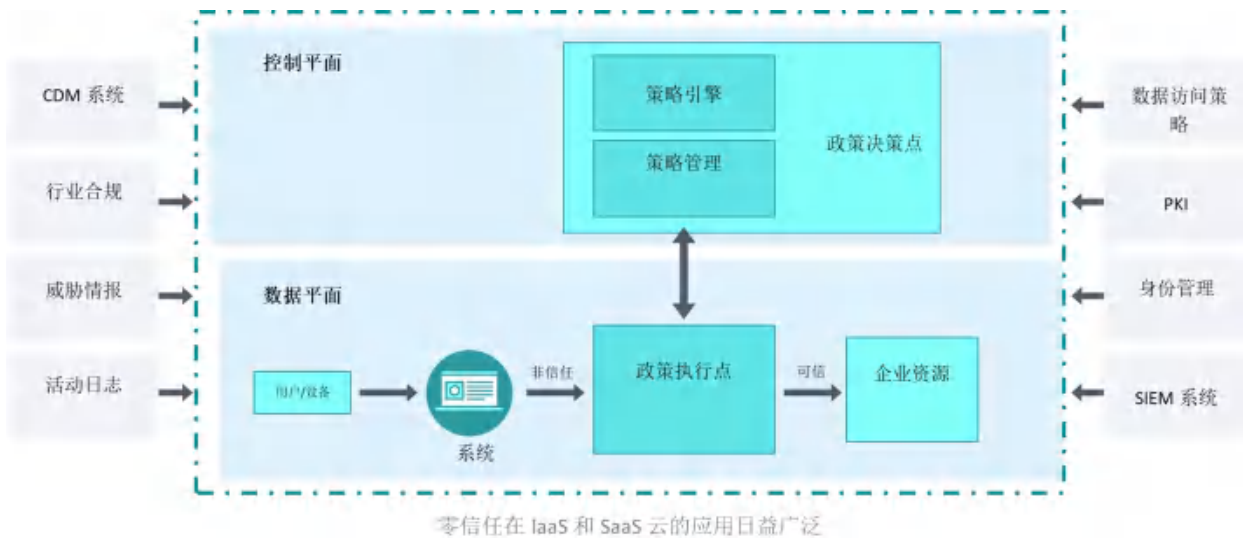 控制平面
策略引擎
策略管理
政策决策点
CDM 系统
行业合规
威胁情报
活动日志
数据访问策
略
PKI
身份管理
SIEM 系统
数据平面
用户/设备
系统
非信任
政策执行点
可信
企业资源
零信任在 IaaS 和 SaaS 云的应用日益广泛